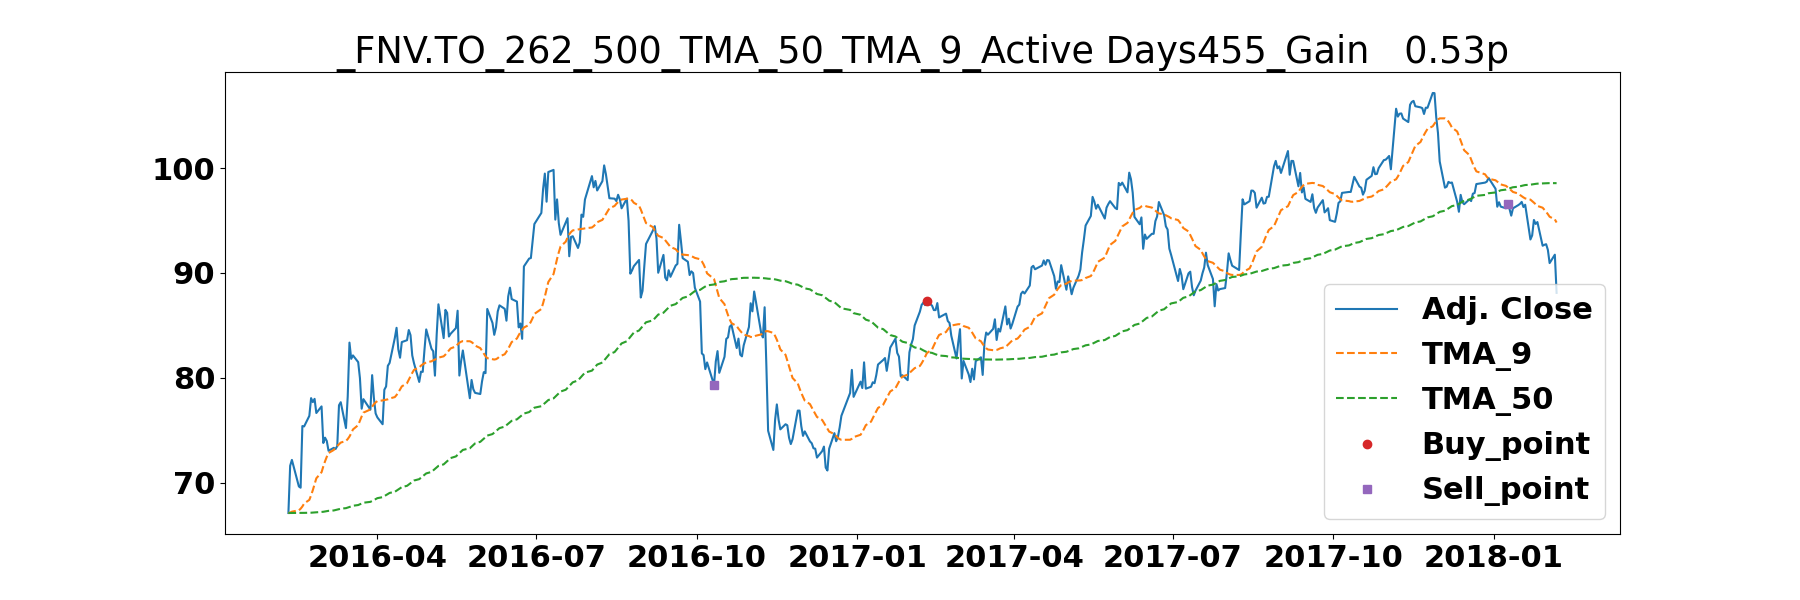 _FNV.TO_262_500_TMA_50_TMA_9_Active Days455_Gain   0.53p
100
90
80
70
2016-04 2016-07 2016-10 2017-01 2017-04 2017-07 2017-10 2018-01
Adj. Close
TMA_9
TMA_50
Buy_point
Sell_point